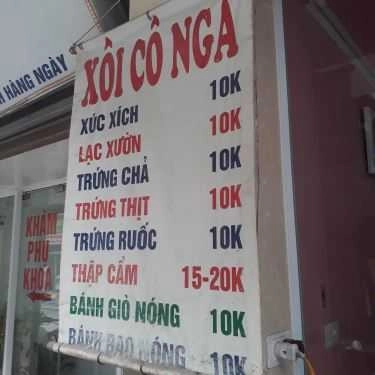 HÀNG NGÀY
XÔI CÔ NGA
XÚC XÍCH 10K
LẠC XƯỜN 10K
TRỨNG CHẢ 10K
TRỨNG THỊT 10K
TRỨNG RUỐC 10K
THẬP CẨM 15-20K
BÁNH GIÒ NÓNG 10K
BÁNH BAO NÓNG 10K
KHÁM
PHỤ
KHOA